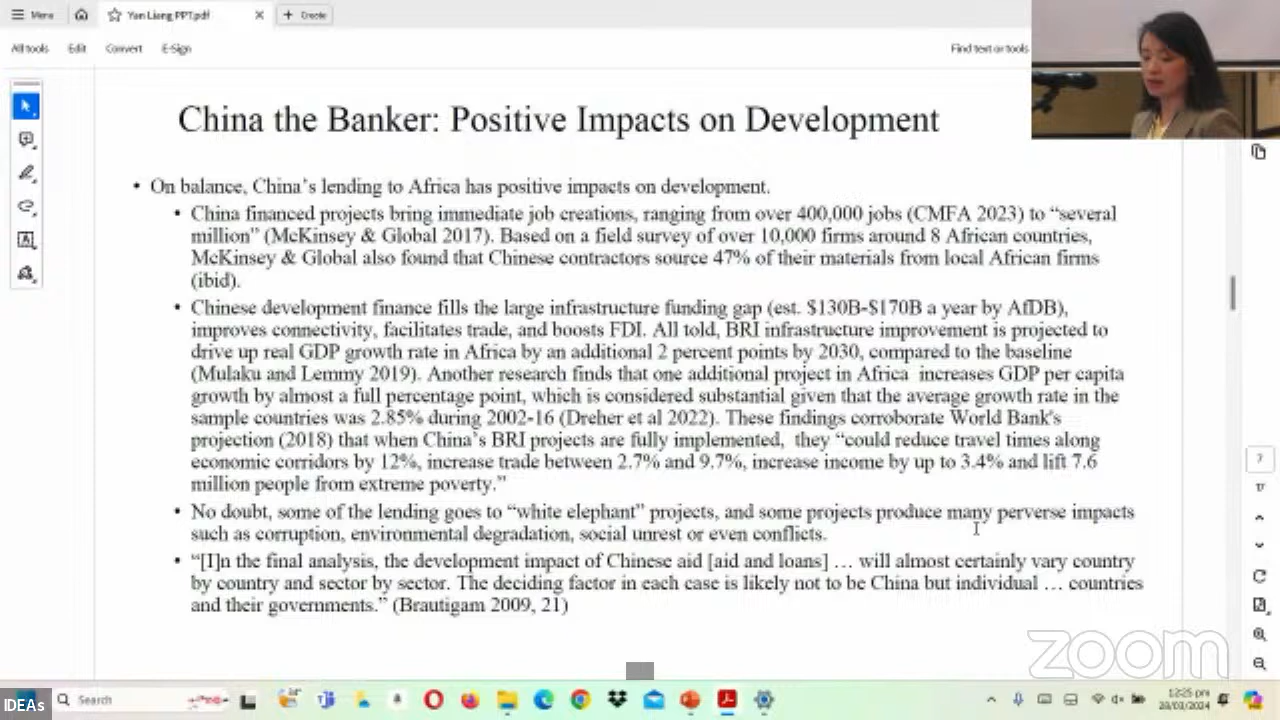 Menu
Yan Liang PPT.pdf
Create
All tools Edit Convert E-Sign
Find text or tools
China the Banker: Positive Impacts on Development
• On balance, China's lending to Africa has positive impacts on development.
• China financed projects bring immediate job creations, ranging from over 400,000 jobs (CMFA 2023) to “several
million” (McKinsey & Global 2017). Based on a field survey of over 10,000 firms around 8 African countries,
McKinsey & Global also found that Chinese contractors source 47% of their materials from local African firms
(ibid).
• Chinese development finance fills the large infrastructure funding gap (est. $130B-$170B a year by AfDB),
improves connectivity, facilitates trade, and boosts FDI. All told, BRI infrastructure improvement is projected to
drive up real GDP growth rate in Africa by an additional 2 percent points by 2030, compared to the baseline
(Mulaku and Lemmy 2019). Another research finds that one additional project in Africa increases GDP per capita
growth by almost a full percentage point, which is considered substantial given that the average growth rate in the
sample countries was 2.85% during 2002-16 (Dreher et al 2022). These findings corroborate World Bank's
projection (2018) that when China's BRI projects are fully implemented, they “could reduce travel times along
economic corridors by 12%, increase trade between 2.7% and 9.7%, increase income by up to 3.4% and lift 7.6
million people from extreme poverty.”
• No doubt, some of the lending goes to “white elephant” projects, and some projects produce many perverse impacts
such as corruption, environmental degradation, social unrest or even conflicts.
• “[I]n the final analysis, the development impact of Chinese aid [aid and loans] … will almost certainly vary country
by country and sector by sector. The deciding factor in each case is likely not to be China but individual … countries
and their governments.” (Brautigam 2009, 21)
7
17
zoom
IDEAs
Search
12:25 pm
28/03/2024